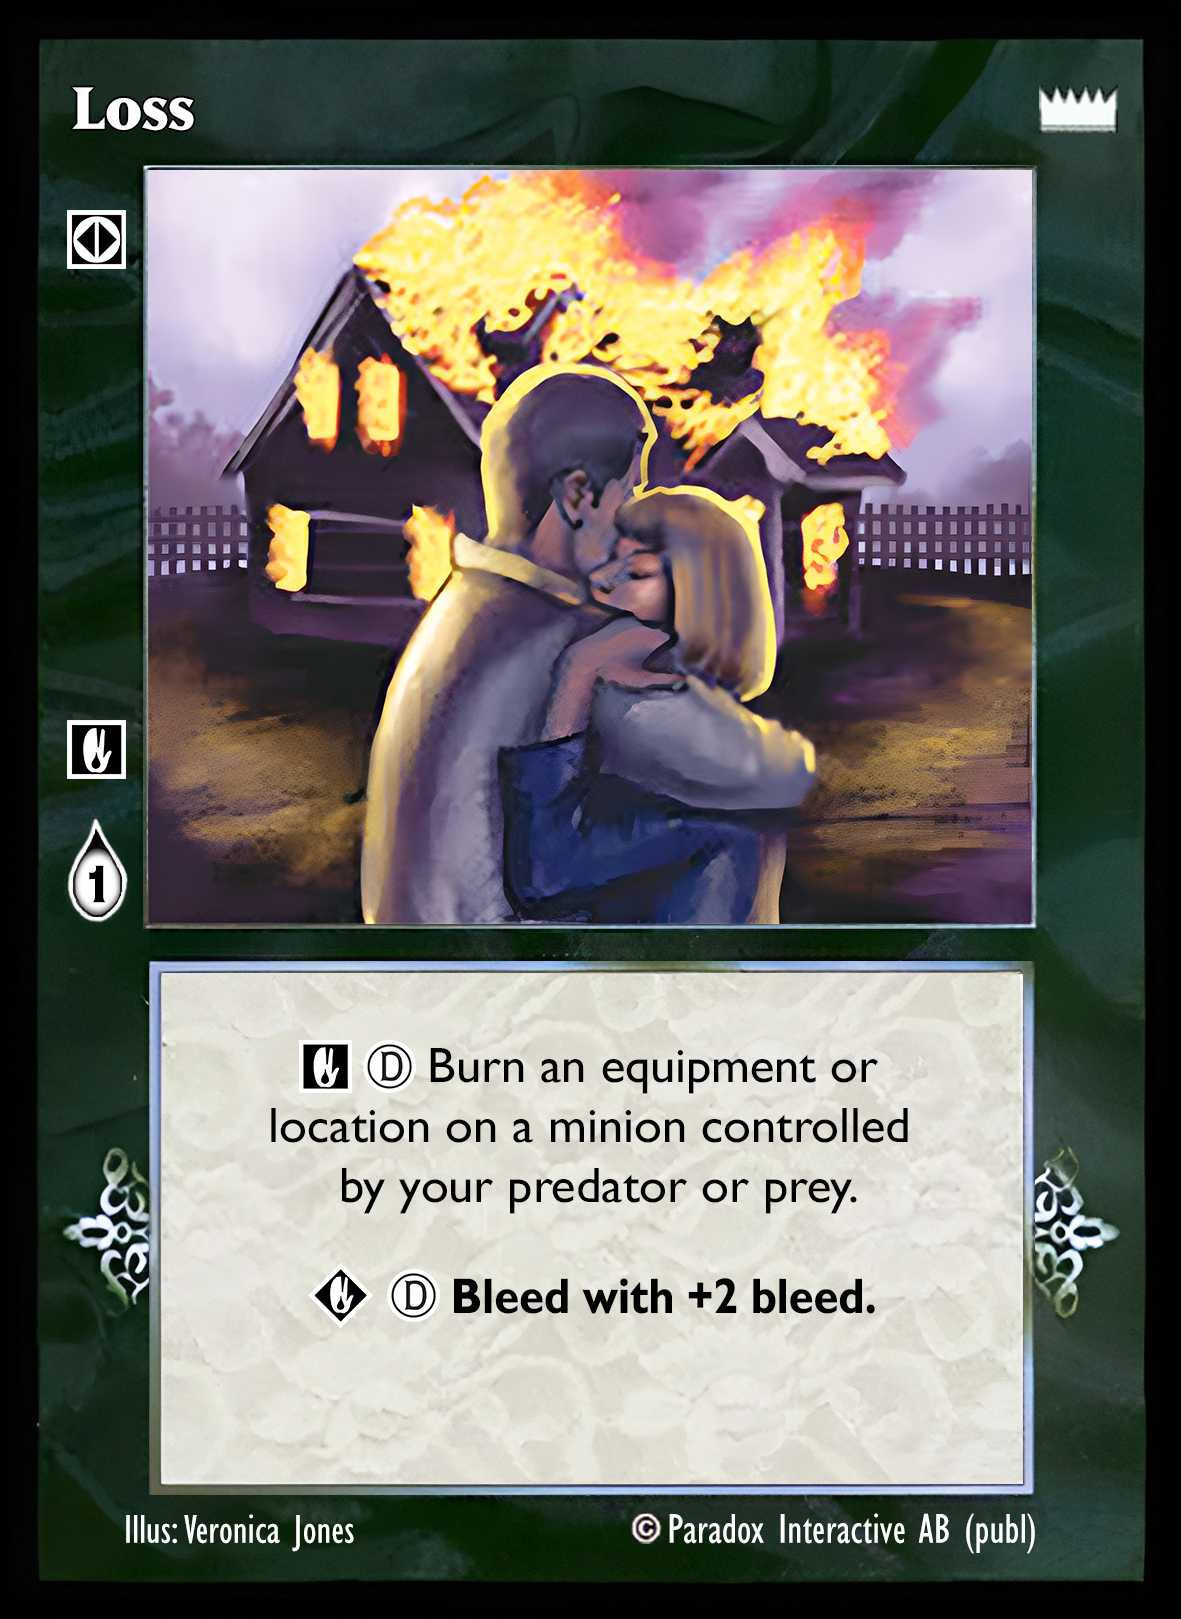 Loss
1
D Burn an equipment or
location on a minion controlled
by your predator or prey.
D Bleed with +2 bleed.
Illus: Veronica Jones
© Paradox Interactive AB (publ)